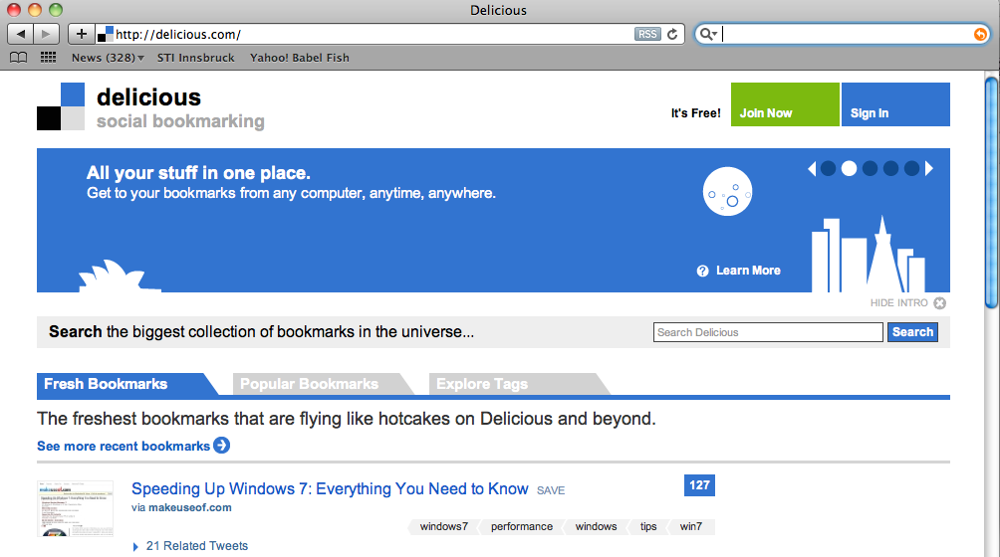 Delicious
http://delicious.com/
RSS
News (328)
STI Innsbruck
Yahoo! Babel Fish
delicious
social bookmarking
It's Free!
Join Now
Sign In
All your stuff in one place.
Get to your bookmarks from any computer, anytime, anywhere.
? Learn More
HIDE INTRO
Search the biggest collection of bookmarks in the universe...
Search Delicious
Search
Fresh Bookmarks
Popular Bookmarks
Explore Tags
The freshest bookmarks that are flying like hotcakes on Delicious and beyond.
See more recent bookmarks
Speeding Up Windows 7: Everything You Need to Know SAVE
127
via makeuseof.com
windows7 performance windows tips win7
21 Related Tweets